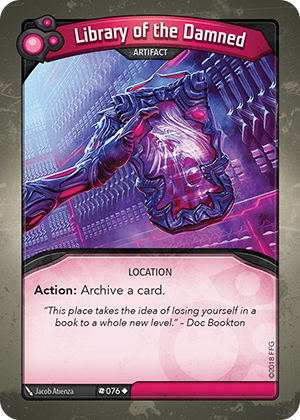 Library of the Damned
ARTIFACT
LOCATION
Action: Archive a card.
"This place takes the idea of losing yourself in a
book to a whole new level." - Doc Bookton
Jacob Atienza
076
©2018 FFG